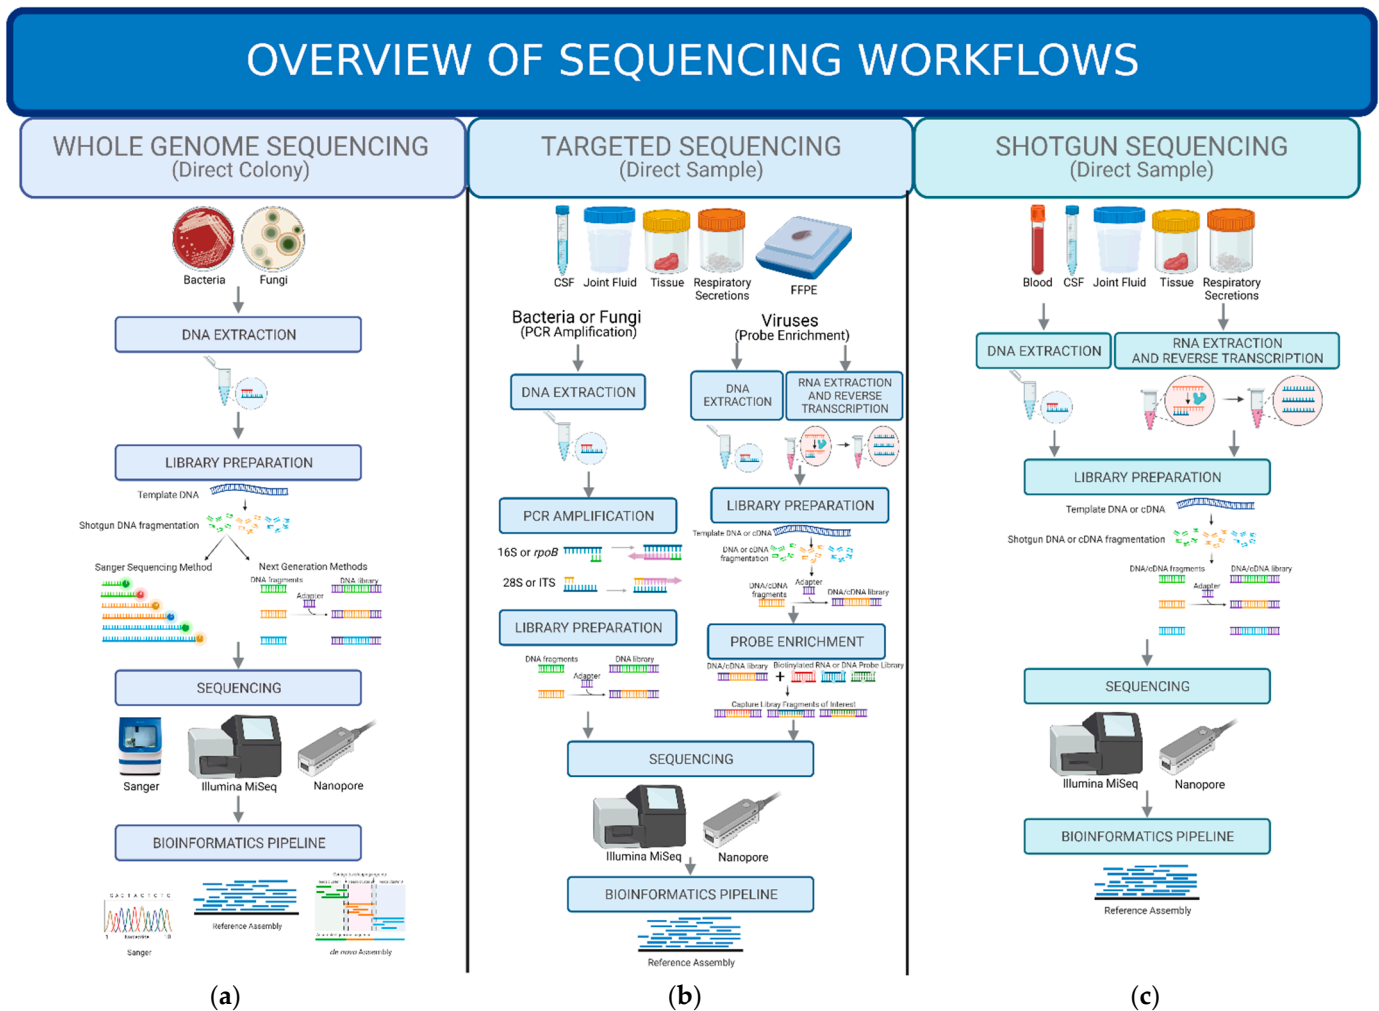 OVERVIEW OF SEQUENCING WORKFLOWS
WHOLE GENOME SEQUENCING
(Direct Colony)
Bacteria
Fungi
DNA EXTRACTION
LIBRARY PREPARATION
Template DNA
Shotgun DNA fragmentation
Sanger Sequencing Method
Next Generation Methods
DNA fragments
DNA library
Adapter
SEQUENCING
Sanger
Illumina MiSeq
Nanopore
BIOINFORMATICS PIPELINE
G A C T A C T C T C
1
10
Sanger
Reference Assembly
de novo Assembly
(a)
TARGETED SEQUENCING
(Direct Sample)
CSF
Joint Fluid
Tissue
Respiratory
Secretions
FFPE
Bacteria or Fungi
(PCR Amplification)
DNA EXTRACTION
PCR AMPLIFICATION
16S or rpoB
28S or ITS
LIBRARY PREPARATION
DNA fragments
DNA library
Adapter
Viruses
(Probe Enrichment)
DNA
EXTRACTION
RNA EXTRACTION
AND REVERSE
TRANSCRIPTION
LIBRARY PREPARATION
Template DNA or cDNA
DNA or cDNA
fragmentation
DNA/cDNA
fragments
Adapter
DNA/cDNA library
PROBE ENRICHMENT
DNA/cDNA library
Biotinylated RNA or DNA Probe Library
+
Capture Libray Fragments of Interest
SEQUENCING
Illumina MiSeq
Nanopore
BIOINFORMATICS PIPELINE
Reference Assembly
(b)
SHOTGUN SEQUENCING
(Direct Sample)
Blood
CSF
Joint Fluid
Tissue
Respiratory
Secretions
DNA EXTRACTION
RNA EXTRACTION
AND REVERSE TRANSCRIPTION
LIBRARY PREPARATION
Template DNA or cDNA
Shotgun DNA or cDNA fragmentation
DNA/cDNA fragments
DNA/cDNA library
Adapter
SEQUENCING
Illumina MiSeq
Nanopore
BIOINFORMATICS PIPELINE
Reference Assembly
(c)